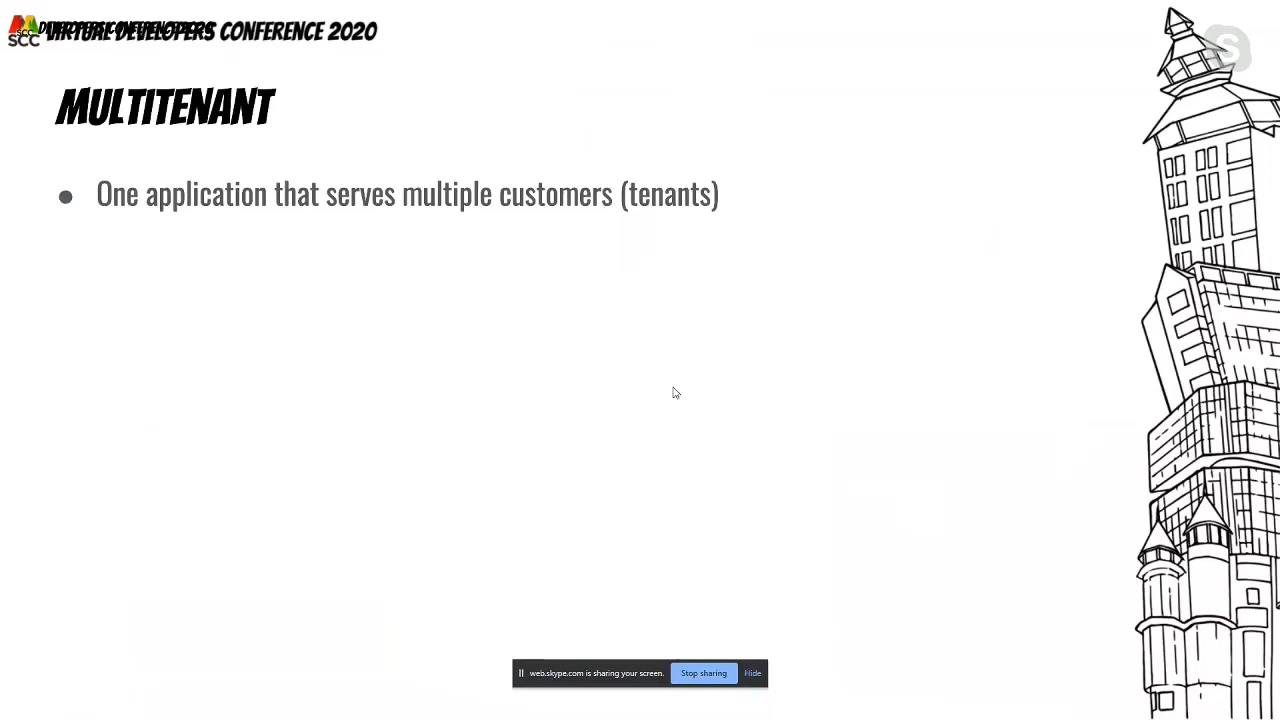 VIRTUAL DEVELOPERS CONFERENCE 2020
SCC
MULTITENANT
● One application that serves multiple customers (tenants)
web.skype.com is sharing your screen. Stop sharing Hide